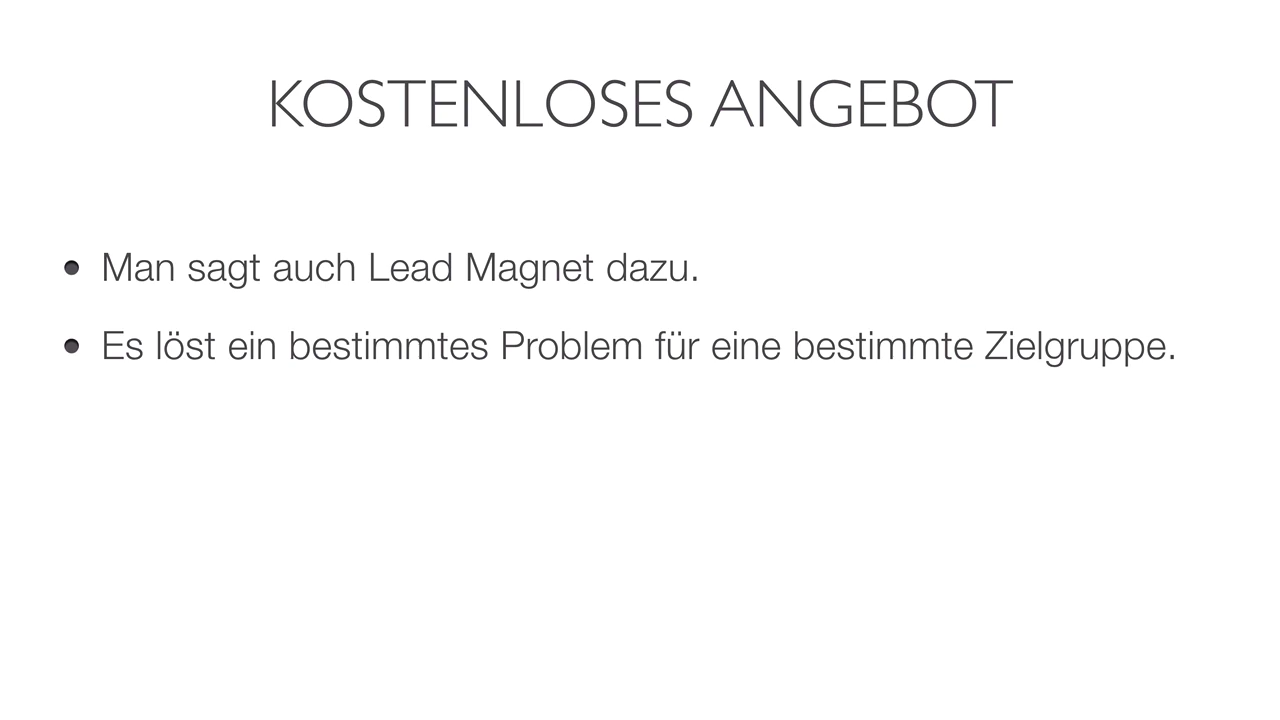 KOSTENLOSES ANGEBOT
• Man sagt auch Lead Magnet dazu.
• Es löst ein bestimmtes Problem für eine bestimmte Zielgruppe.